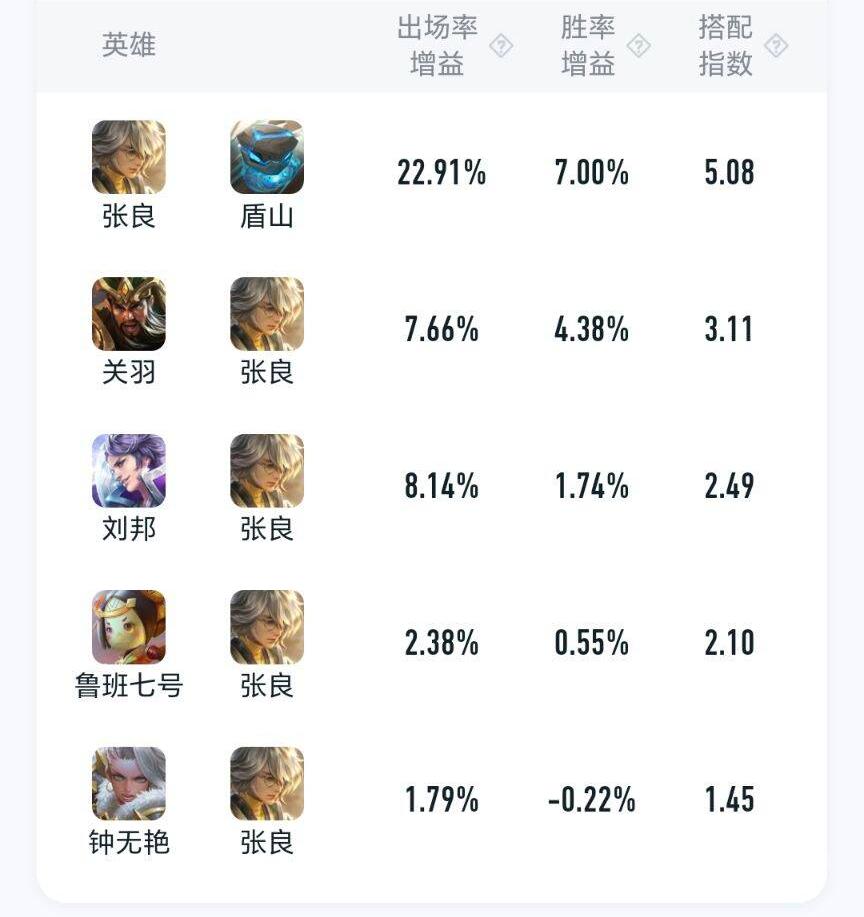 英雄
出场率
增益
胜率
增益
搭配
指数
张良 盾山 22.91% 7.00% 5.08
关羽 张良 7.66% 4.38% 3.11
刘邦 张良 8.14% 1.74% 2.49
鲁班七号 张良 2.38% 0.55% 2.10
钟无艳 张良 1.79% -0.22% 1.45